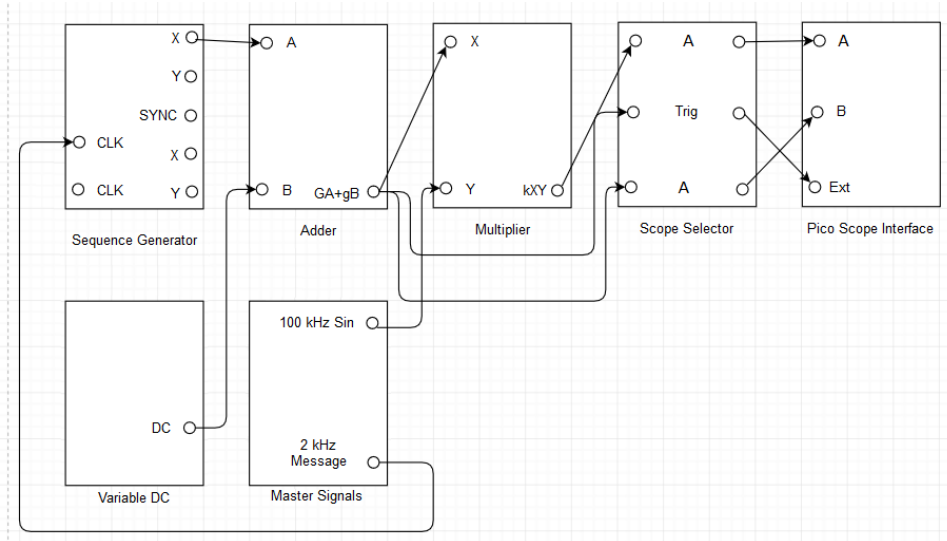 X
Y
SYNC
X
Y
CLK
CLK
Sequence Generator
A
B
GA+gB
Adder
X
Y
kXY
Multiplier
A
Trig
A
Scope Selector
A
B
Ext
Pico Scope Interface
DC
Variable DC
100 kHz Sin
2 kHz
Message
Master Signals